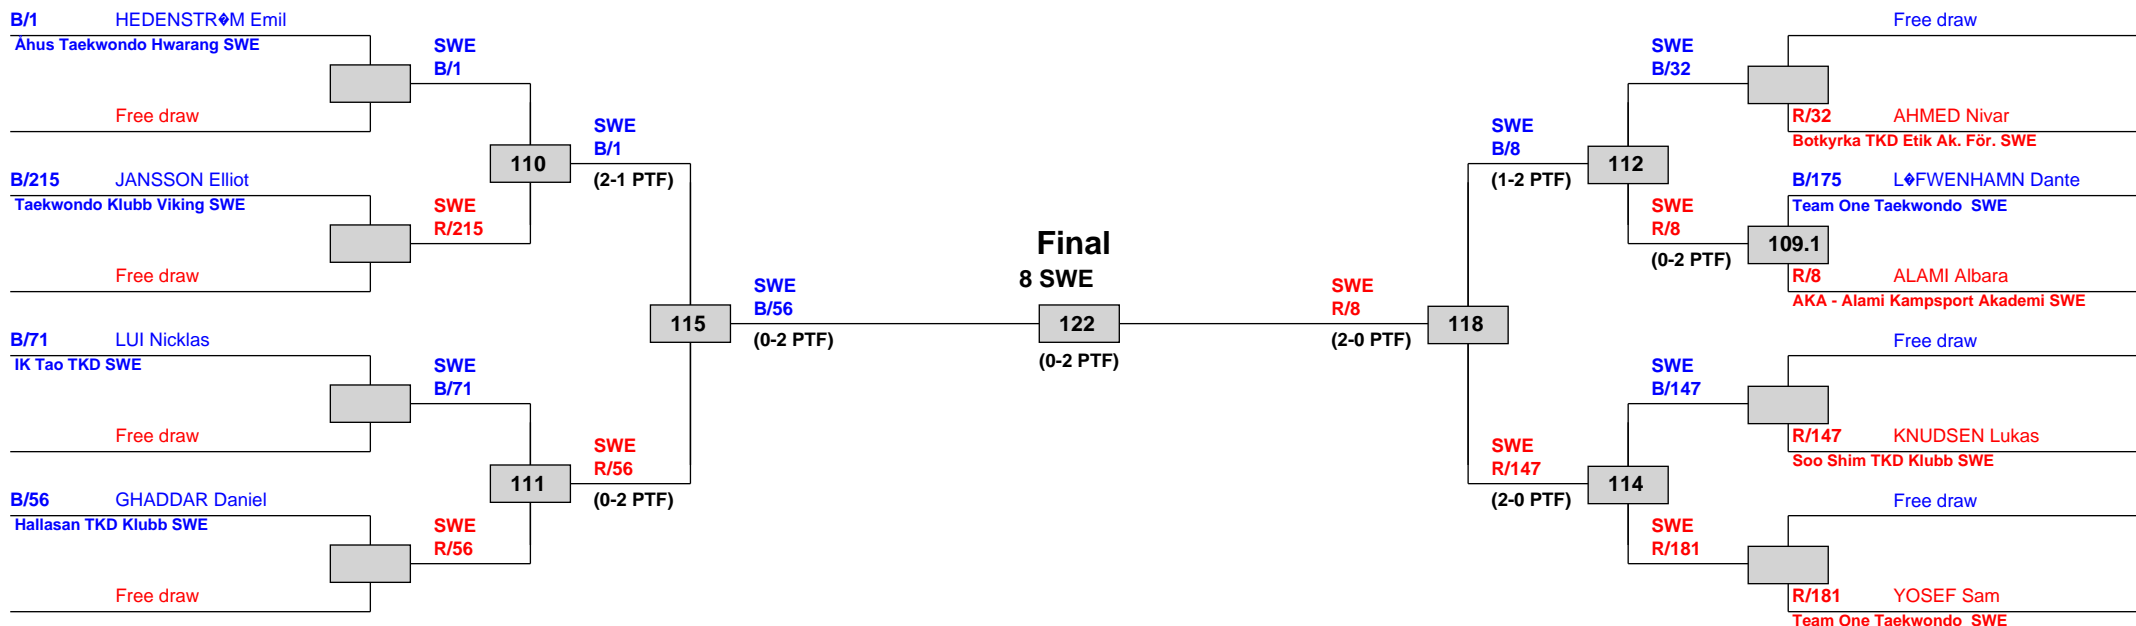 B/1 HEDENSTR�M Emil
Åhus Taekwondo Hwarang SWE
Free draw
B/215 JANSSON Elliot
Taekwondo Klubb Viking SWE
Free draw
B/71 LUI Nicklas
IK Tao TKD SWE
Free draw
B/56 GHADDAR Daniel
Hallasan TKD Klubb SWE
Free draw
SWE
B/1
SWE
R/215
SWE
B/71
SWE
R/56
110
111
SWE
B/1
(2-1 PTF)
SWE
R/56
(0-2 PTF)
115
SWE
B/56
(0-2 PTF)
Final
8 SWE
122
(0-2 PTF)
SWE
R/8
(2-0 PTF)
118
SWE
B/8
(1-2 PTF)
SWE
R/147
(2-0 PTF)
112
114
SWE
B/32
SWE
R/8
(0-2 PTF)
SWE
B/147
SWE
R/181
109.1
Free draw
R/32 AHMED Nivar
Botkyrka TKD Etik Ak. För. SWE
B/175 L�FWENHAMN Dante
Team One Taekwondo SWE
R/8 ALAMI Albara
AKA - Alami Kampsport Akademi SWE
Free draw
R/147 KNUDSEN Lukas
Soo Shim TKD Klubb SWE
Free draw
R/181 YOSEF Sam
Team One Taekwondo SWE